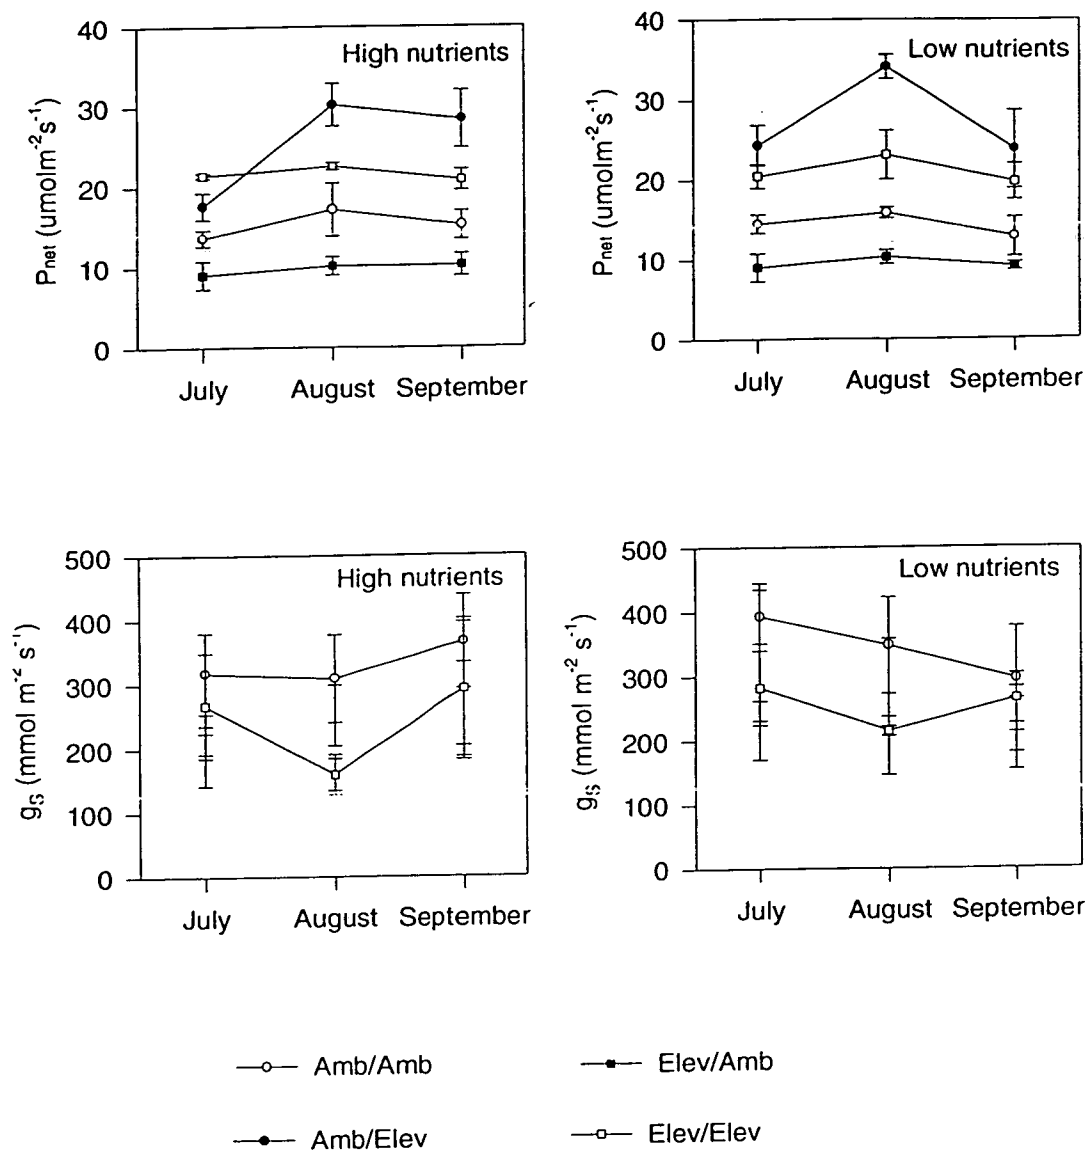 High nutrients
40
30
20
10
0
Pnet (umolm-2s-1)
July August September
Low nutrients
40
30
20
10
0
Pnet (umolm-2s-1)
July August September
High nutrients
500
400
300
200
100
0
gs (mmol m-2 s-1)
July August September
Low nutrients
500
400
300
200
100
0
gs (mmol m-2 s-1)
July August September
Amb/Amb
Elev/Amb
Amb/Elev
Elev/Elev